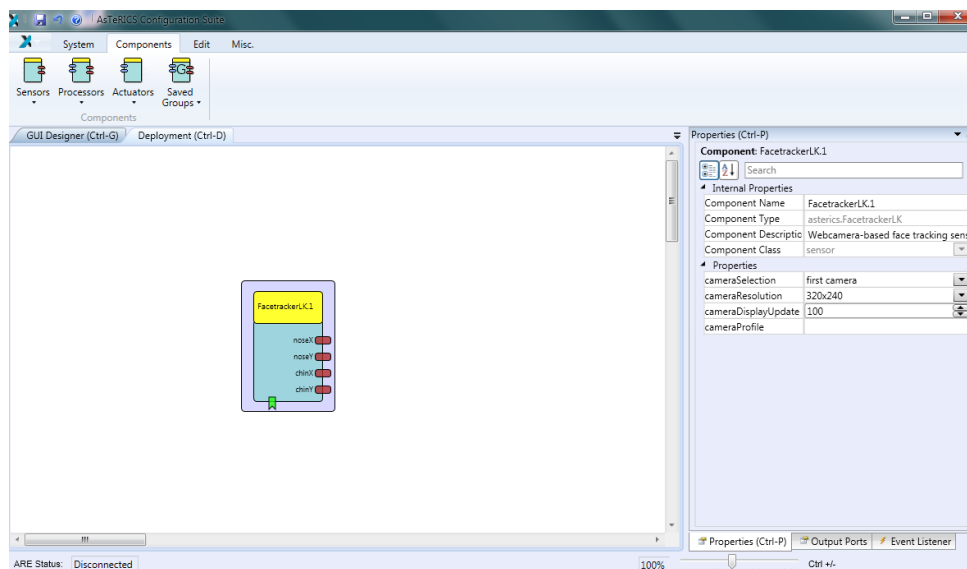 AsTeRICS Configuration Suite
System Components Edit Misc.
Sensors Processors Actuators Saved Groups
Components
GUI Designer (Ctrl-G) Deployment (Ctrl-D)
Properties (Ctrl-P)
Component: FacetrackerLK.1
Search
Internal Properties
Component Name FacetrackerLK.1
Component Type asterics.FacetrackerLK
Component Descriptic Webcamera-based face tracking sens
Component Class sensor
Properties
cameraSelection first camera
cameraResolution 320x240
cameraDisplayUpdate 100
cameraProfile
FacetrackerLK.1
noseX
noseY
chinX
chinY
Properties (Ctrl-P) Output Ports Event Listener
ARE Status: Disconnected 100% Ctrl +/-